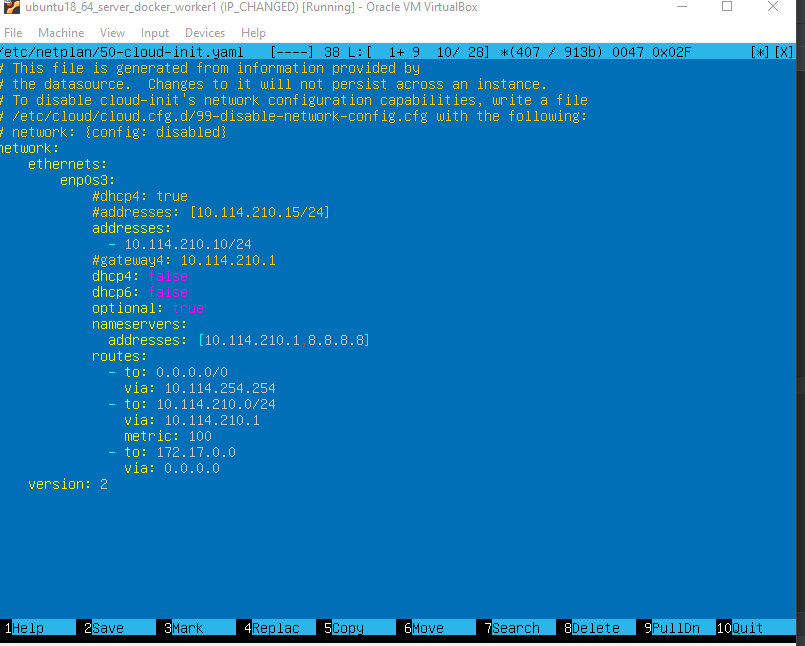 ubuntu18_64_server_docker_worker1 (IP_CHANGED) [Running] - Oracle VM VirtualBox
File Machine View Input Devices Help
/etc/netplan/50-cloud-init.yaml [----] 38 L:[ 1+ 9 10/ 28] *(407 / 913b) 0047 0x02F [*][X]
# This file is generated from information provided by
# the datasource. Changes to it will not persist across an instance.
# To disable cloud-init's network configuration capabilities, write a file
# /etc/cloud/cloud.cfg.d/99-disable-network-config.cfg with the following:
# network: {config: disabled}
network:
    ethernets:
        enp0s3:
            #dhcp4: true
            #addresses: [10.114.210.15/24]
            addresses:
              - 10.114.210.10/24
            #gateway4: 10.114.210.1
            dhcp4: false
            dhcp6: false
            optional: true
            nameservers:
              addresses: [10.114.210.1,8.8.8.8]
            routes:
              - to: 0.0.0.0/0
                via: 10.114.254.254
              - to: 10.114.210.0/24
                via: 10.114.210.1
                metric: 100
              - to: 172.17.0.0
                via: 0.0.0.0
    version: 2
1Help 2Save 3Mark 4Replac 5Copy 6Move 7Search 8Delete 9PullDn 10Quit